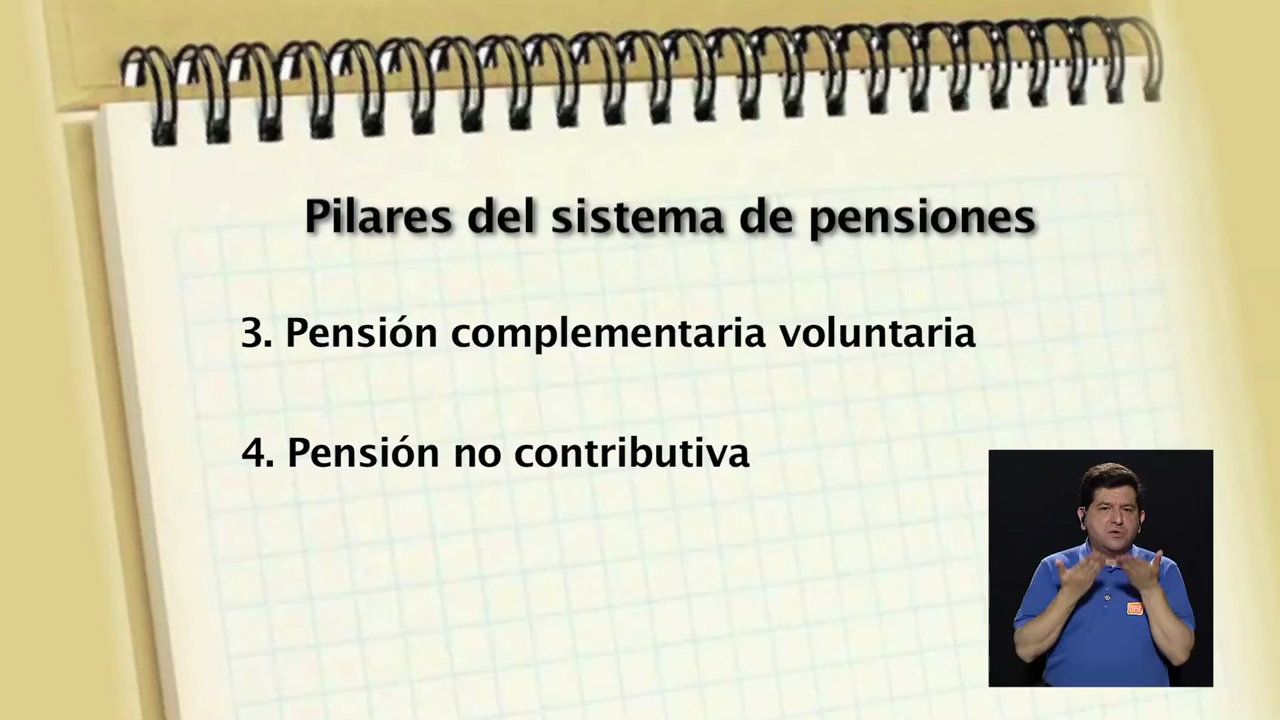 Pilares del sistema de pensiones
3. Pensión complementaria voluntaria
4. Pensión no contributiva